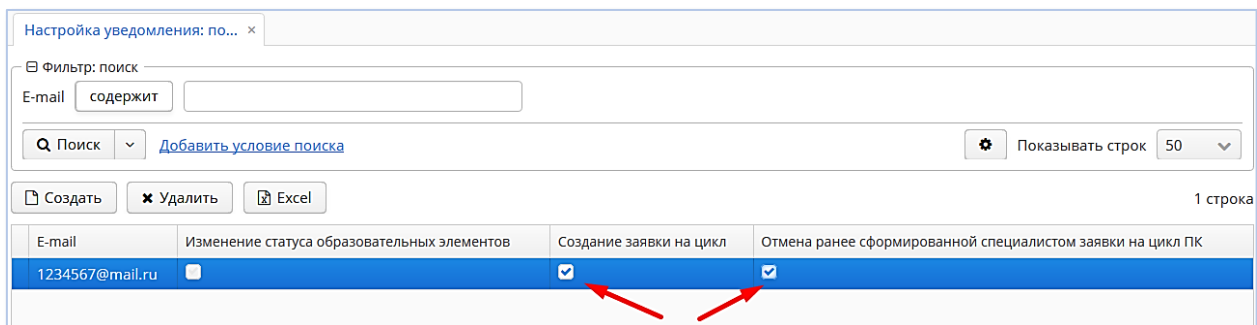 Настройка уведомления: по... ×
Фильтр: поиск
E-mail содержит
Поиск Добавить условие поиска Показывать строк 50
Создать Удалить Excel 1 строка
E-mail Изменение статуса образовательных элементов Создание заявки на цикл Отмена ранее сформированной специалистом заявки на цикл ПК
1234567@mail.ru